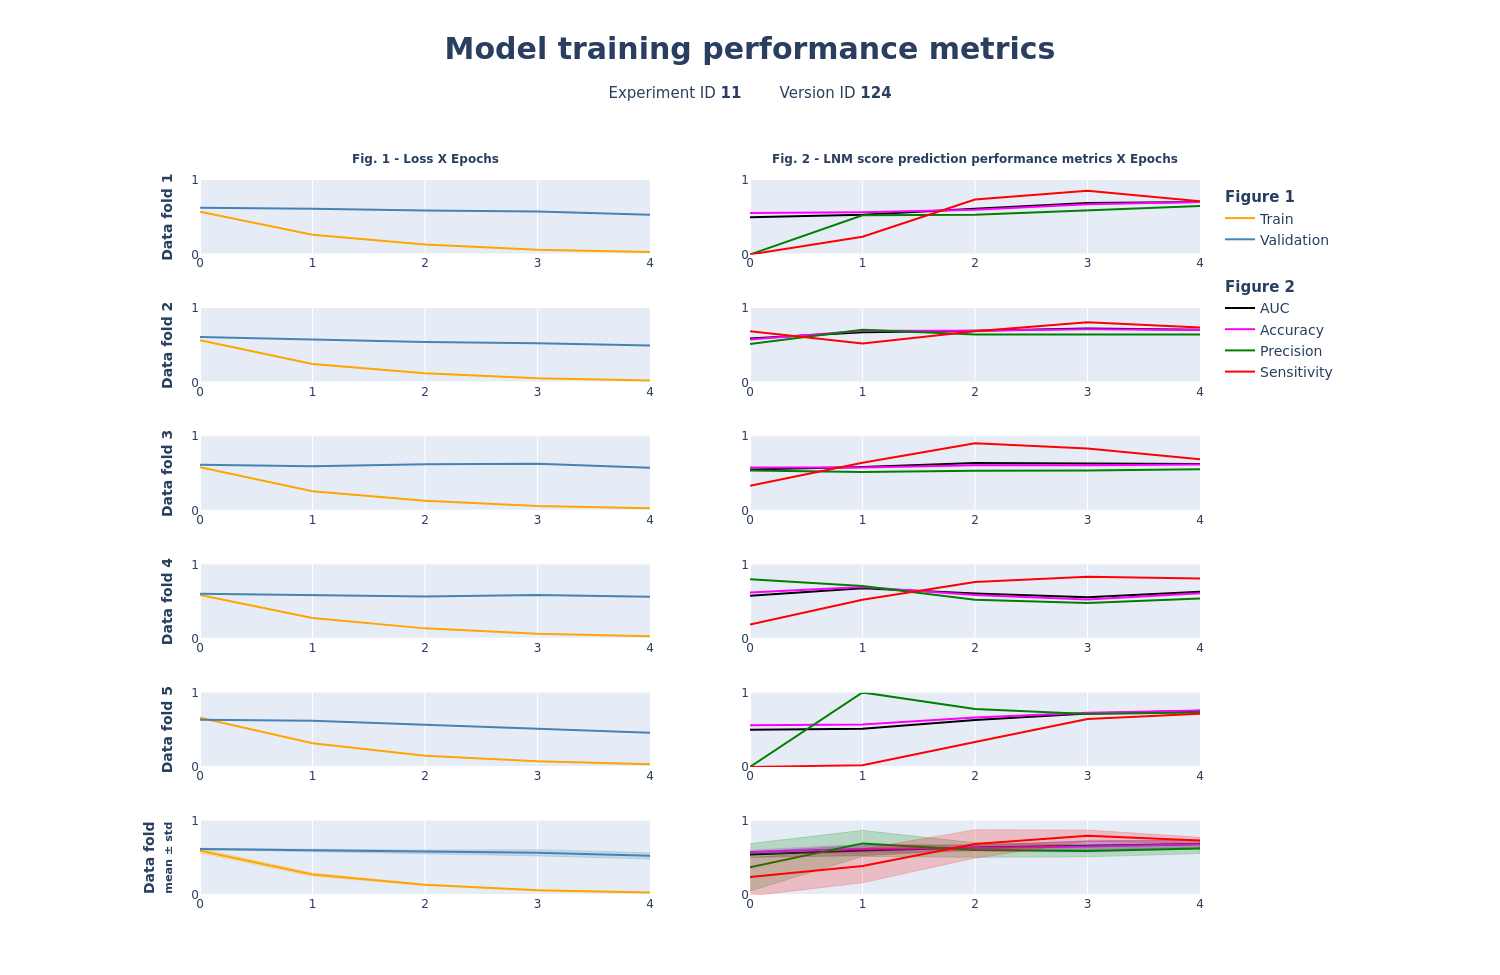 Model training performance metrics
Experiment ID 11 Version ID 124
Fig. 1 - Loss X Epochs
Fig. 2 - LNM score prediction performance metrics X Epochs
Data fold 1
1
0
0 1 2 3 4
1
0
0 1 2 3 4
Figure 1
Train
Validation
Figure 2
AUC
Accuracy
Precision
Sensitivity
Data fold 2
1
0
0 1 2 3 4
1
0
0 1 2 3 4
Data fold 3
1
0
0 1 2 3 4
1
0
0 1 2 3 4
Data fold 4
1
0
0 1 2 3 4
1
0
0 1 2 3 4
Data fold 5
1
0
0 1 2 3 4
1
0
0 1 2 3 4
Data fold
mean ± std
1
0
0 1 2 3 4
1
0
0 1 2 3 4